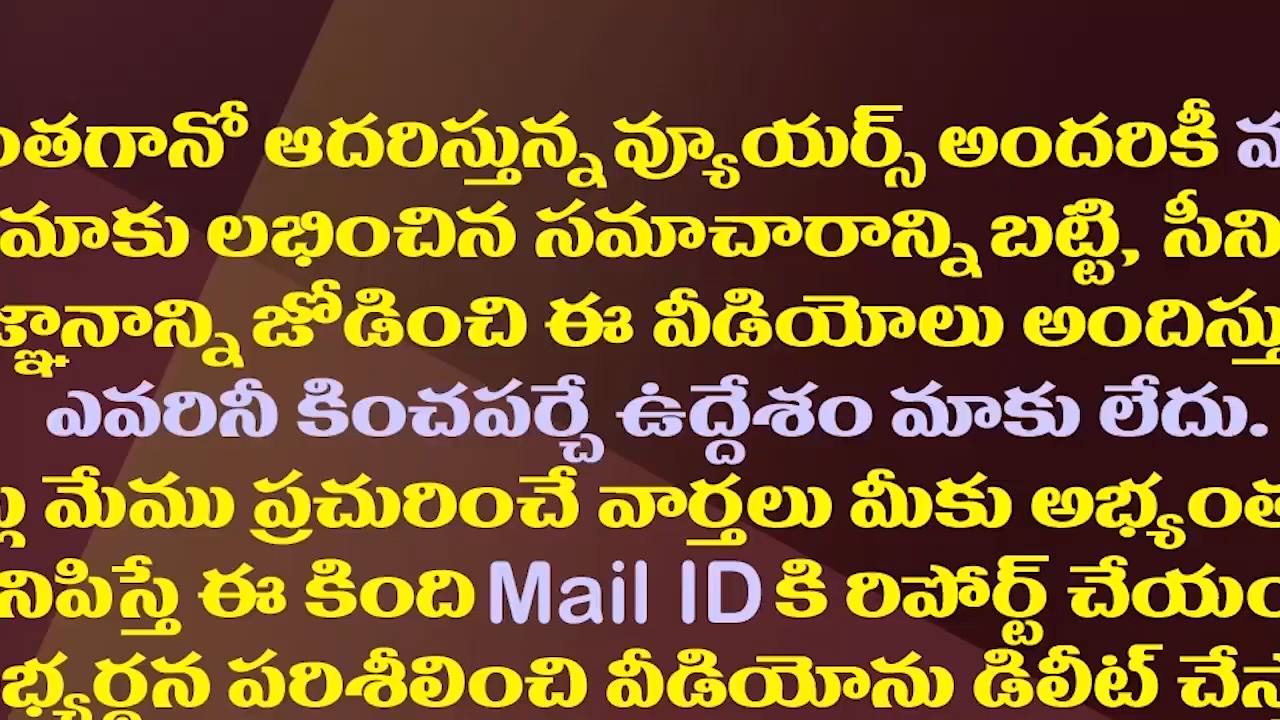 ంతగానో ఆదరిస్తున్న వ్యూయర్స్ అందరికీ
మాకు లభించిన సమాచారాన్ని బట్టి, సీని
జ్ఞానాన్ని జోడించి ఈ వీడియోలు అందిస్తు
ఎవరినీ కించపర్చే ఉద్దేశం మాకు లేదు.
మేము ప్రచురించే వార్తలు మీకు అభ్యంత
నిపిస్తే ఈ కింది Mail ID కి రిపోర్ట్ చేయం
భ్యర్థన పరిశీలించి వీడియోను డిలీట్ చేస